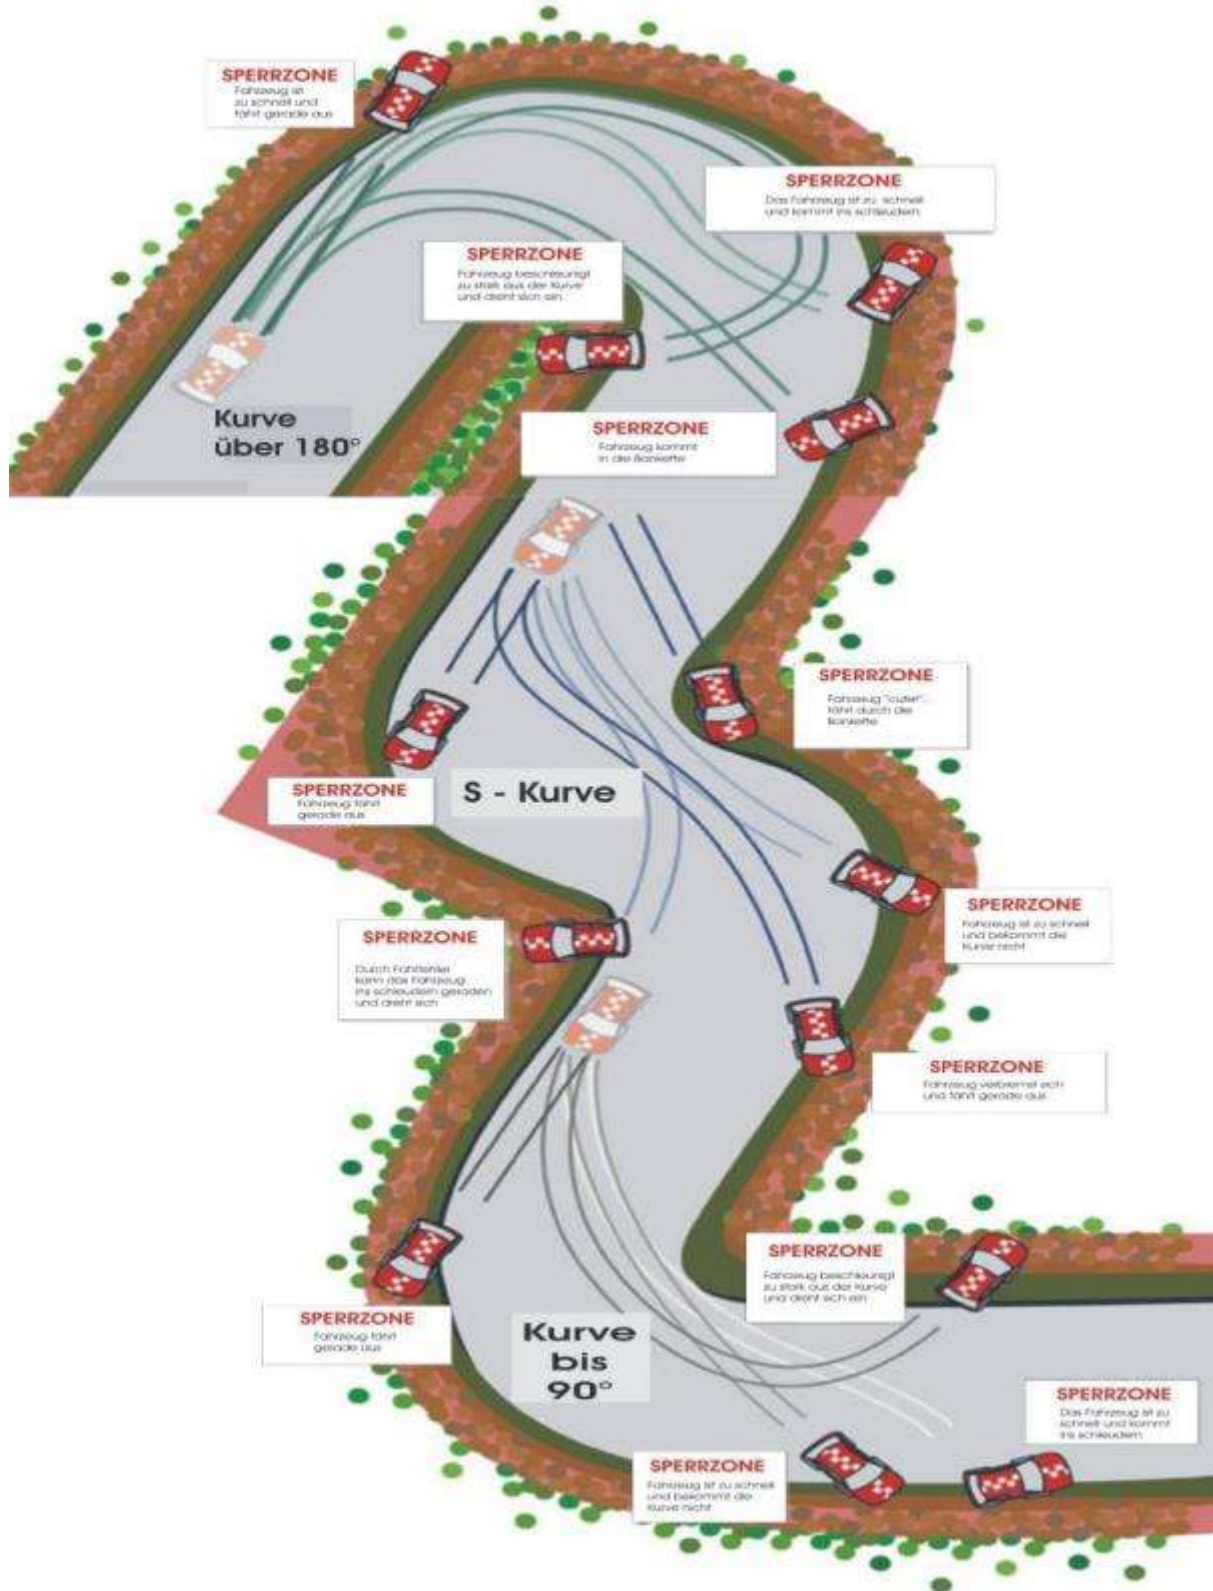 SPERRZONE
Fahrzeug ist
zu schnell und
fährt gerade aus
SPERRZONE
Das Fahrzeug ist zu schnell
und kommt ins schleudern
SPERRZONE
Fahrzeug beschleunigt
zu stark aus der Kurve
und dreht sich ein
Kurve
über 180°
SPERRZONE
Fahrzeug kommt
in die Bankette
SPERRZONE
Fahrzeug "cutet"..
fährt durch die
Bankette
SPERRZONE
Fahrzeug fährt
gerade aus
S - Kurve
SPERRZONE
Fahrzeug ist zu schnell
und bekommt die
Kurve nicht
SPERRZONE
Durch Fahrfehler
kann das Fahrzeug
ins schleudern geraden
und dreht sich
SPERRZONE
Fahrzeug verbremst sich
und fährt gerade aus
SPERRZONE
Fahrzeug beschleunigt
zu stark aus der Kurve
und dreht sich ein
SPERRZONE
Fahrzeug fährt
gerade aus
Kurve
bis
90°
SPERRZONE
Das Fahrzeug ist zu
schnell und kommt
ins schleudern
SPERRZONE
Fahrzeug ist zu schnell
und bekommt die
Kurve nicht